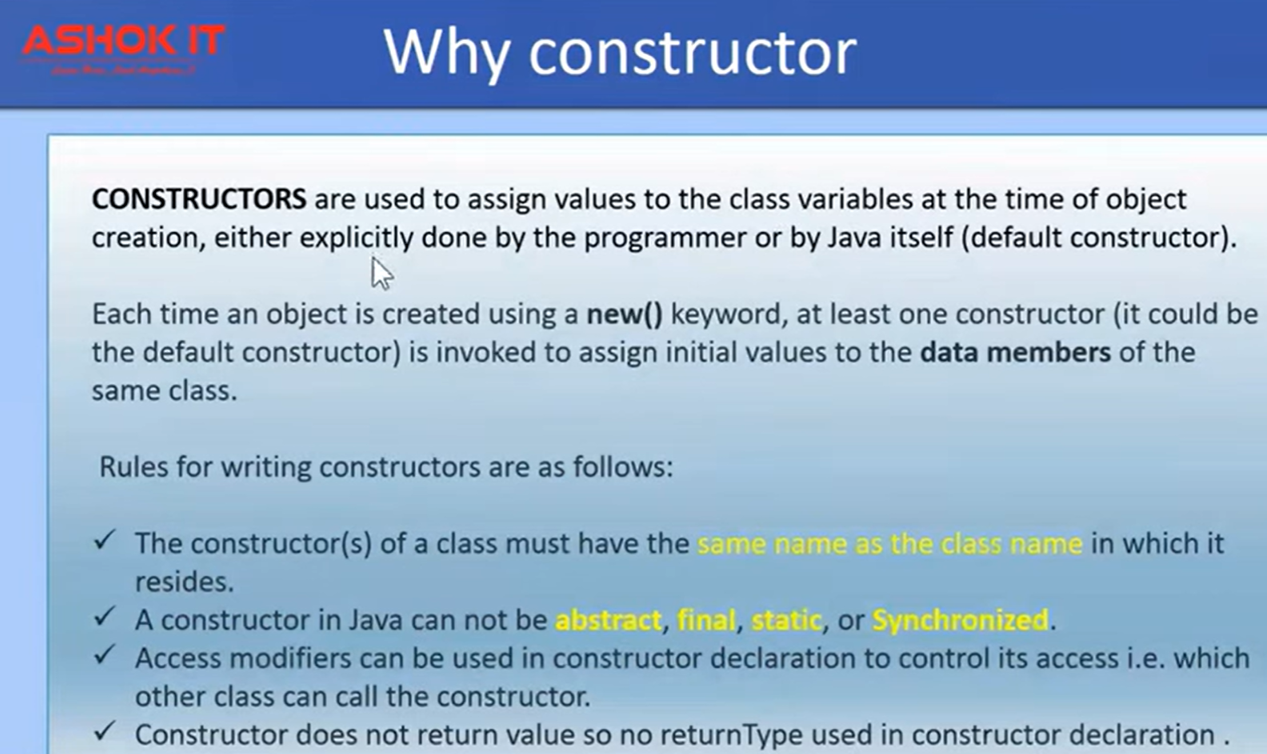 ASHOK IT
Why constructor
CONSTRUCTORS are used to assign values to the class variables at the time of object
creation, either explicitly done by the programmer or by Java itself (default constructor).
Each time an object is created using a new() keyword, at least one constructor (it could be
the default constructor) is invoked to assign initial values to the data members of the
same class.
Rules for writing constructors are as follows:
✓ The constructor(s) of a class must have the same name as the class name in which it
resides.
✓ A constructor in Java can not be abstract, final, static, or Synchronized.
✓ Access modifiers can be used in constructor declaration to control its access i.e. which
other class can call the constructor.
✓ Constructor does not return value so no returnType used in constructor declaration .